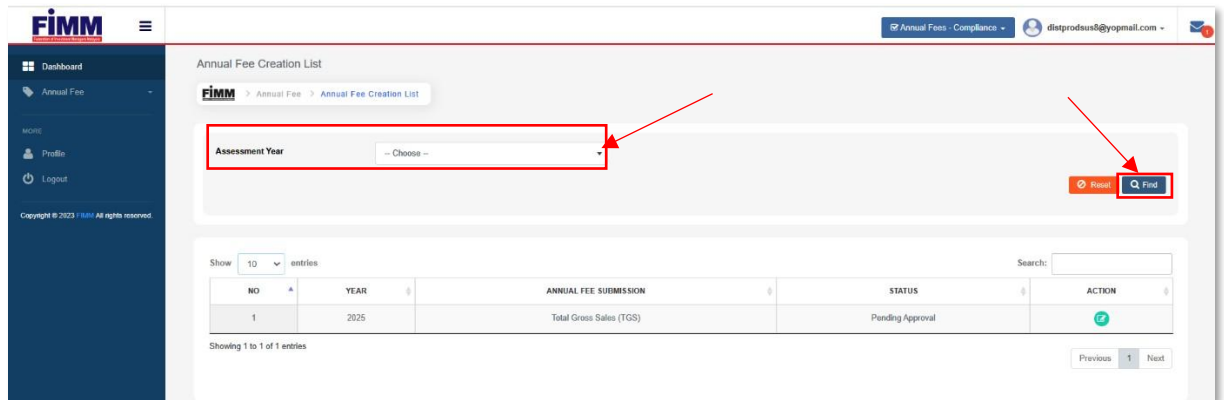 FIMM
Annual Fees - Compliance
distprodsus8@yopmail.com
1
Dashboard
Annual Fee
MORE
Profile
Logout
Copyright © 2023 FIMM All rights reserved.
Annual Fee Creation List
FIMM > Annual Fee > Annual Fee Creation List
Assessment Year -- Choose --
Reset Find
Show 10 entries Search:
NO YEAR ANNUAL FEE SUBMISSION STATUS ACTION
1 2025 Total Gross Sales (TGS) Pending Approval
Showing 1 to 1 of 1 entries
Previous 1 Next